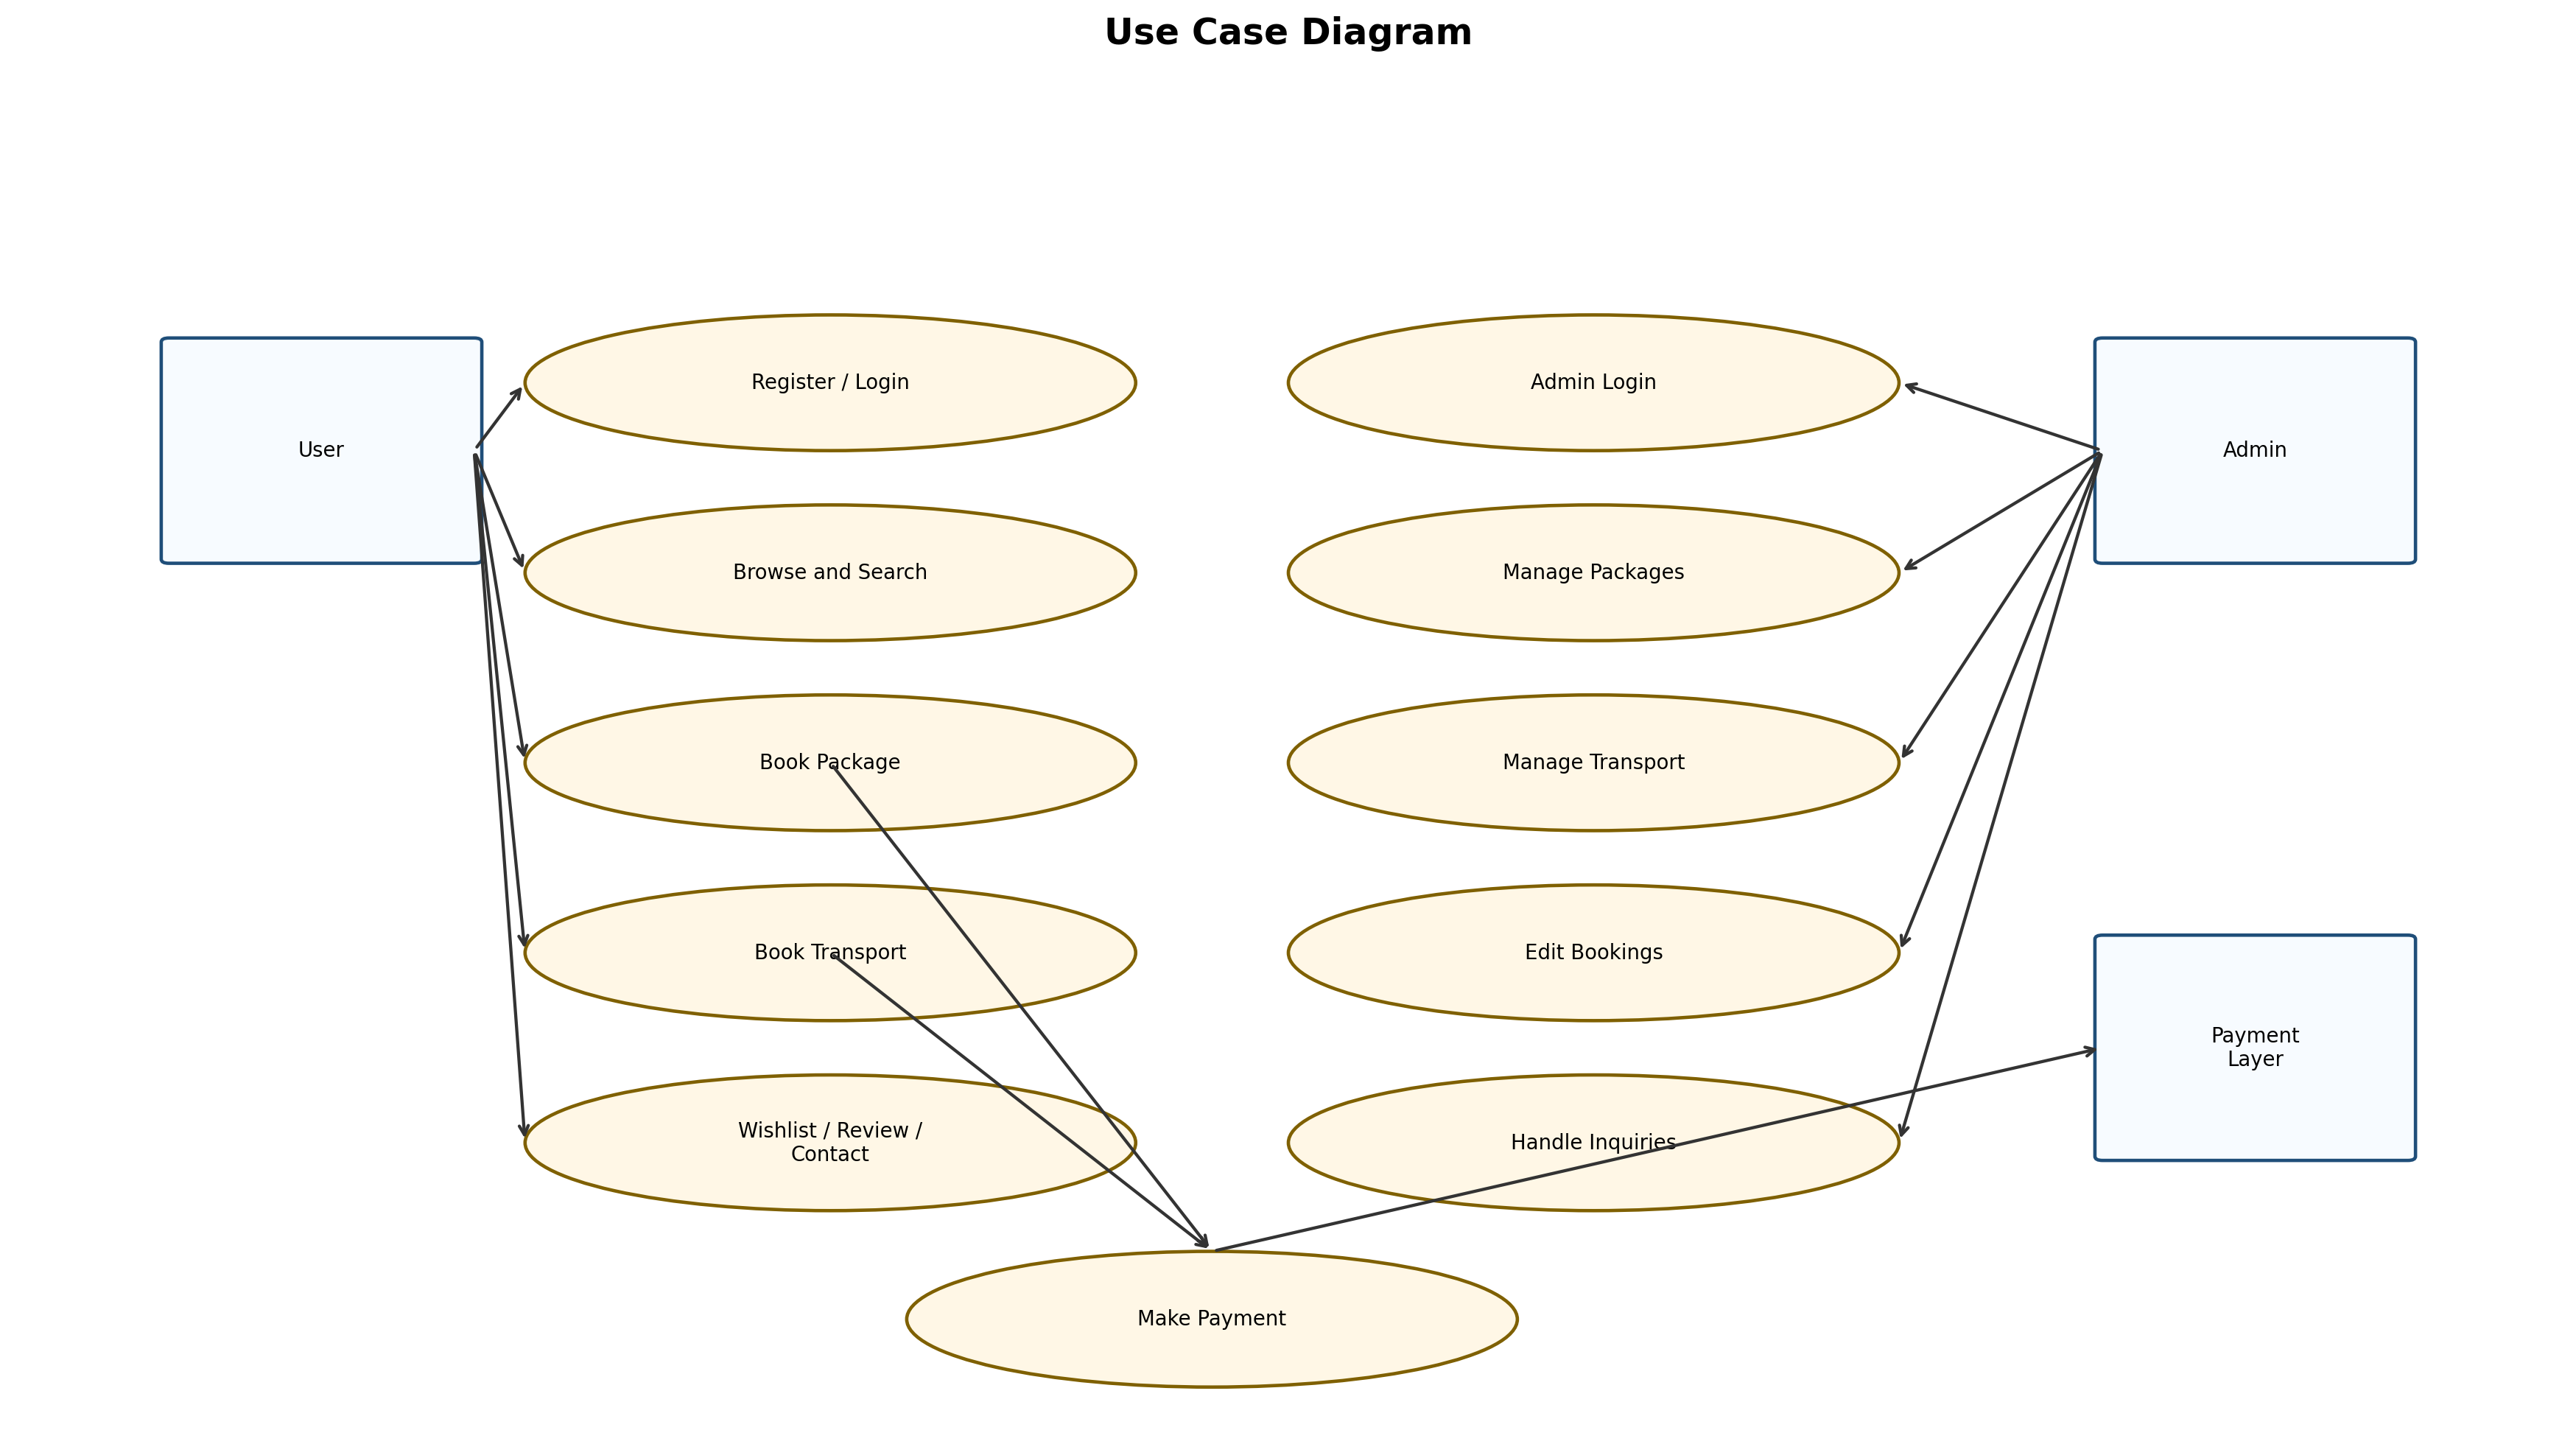 Use Case Diagram
User
Register / Login
Admin Login
Admin
Browse and Search
Manage Packages
Book Package
Manage Transport
Book Transport
Edit Bookings
Payment
Layer
Wishlist / Review /
Contact
Handle Inquiries
Make Payment